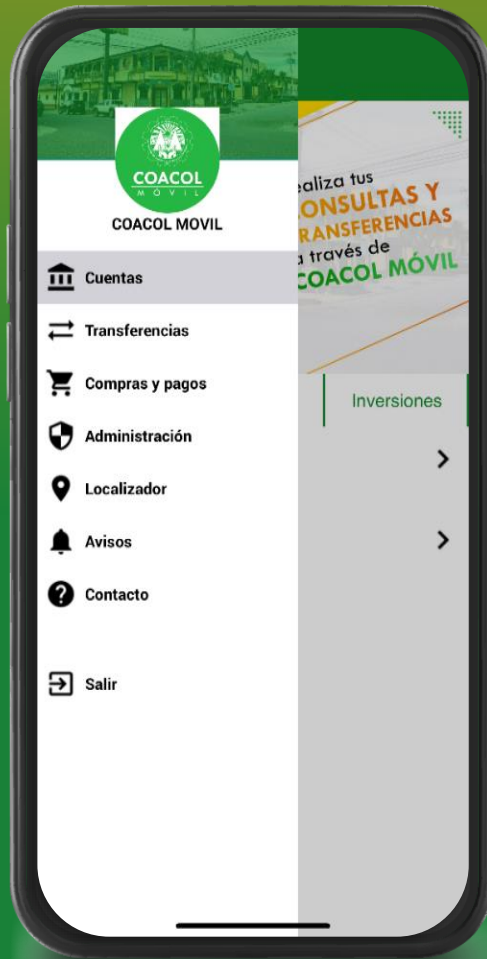 COACOL
MÓVIL
COACOL MOVIL
Cuentas
Transferencias
Compras y pagos
Administración
Localizador
Avisos
Contacto
Salir
ealiza tus
ONSULTAS Y
RANSFERENCIAS
a través de
COACOL MÓVIL
Inversiones